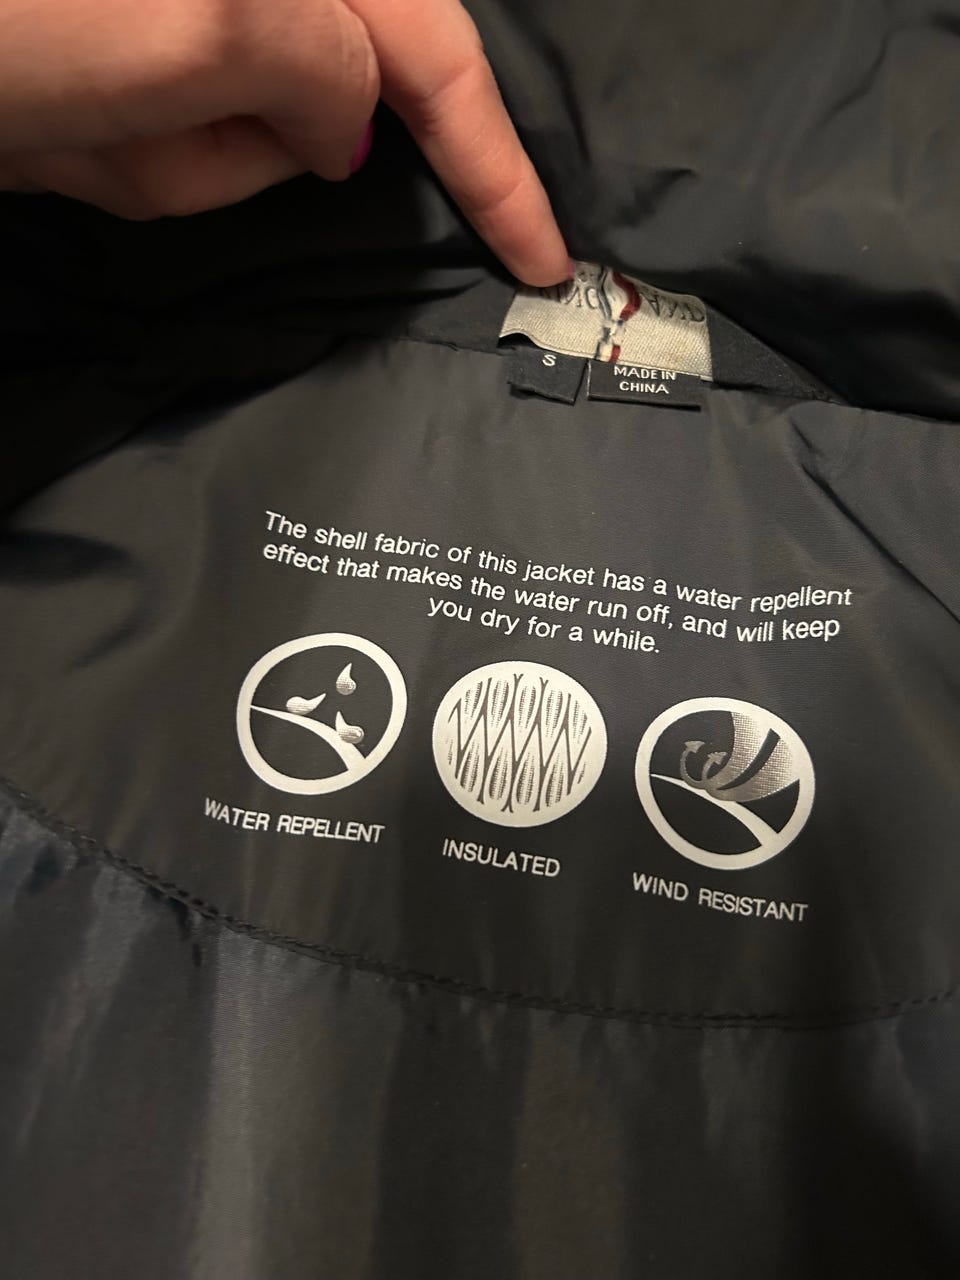 S
MADE IN
CHINA
The shell fabric of this jacket has a water repellent
effect that makes the water run off, and will keep
you dry for a while.
WATER REPELLENT
INSULATED
WIND RESISTANT